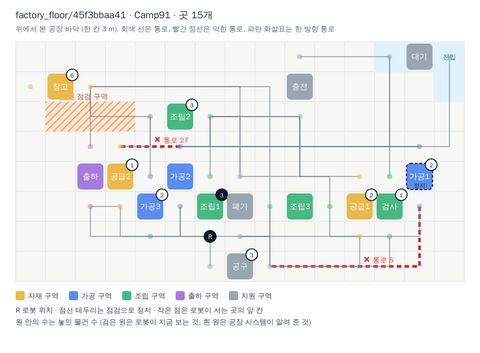 factory_floor/45f3bbaa41 · Camp91 · 곳 15개
위에서 본 공장 바닥 (한 칸 3 m). 회색 선은 통로, 빨간 점선은 막힌 통로, 파란 화살표는 한 방향 통로
대기
진입
창고
6
충전
점검 구역
조립2
3
✖ 통로 27
출하
공급2
1
가공2
가공1
2
가공3
2
조립1
3
폐기
조립3
공급1
2
검사
1
R
공구
3
✖ 통로 5
자재 구역
가공 구역
조립 구역
출하 구역
지원 구역
R 로봇 위치 · 점선 테두리는 점검으로 정지 · 작은 점은 로봇이 서는 곳의 앞 칸
원 안의 수는 놓인 물건 수 (검은 원은 로봇이 지금 보는 것, 흰 원은 공장 시스템이 알려 준 것)